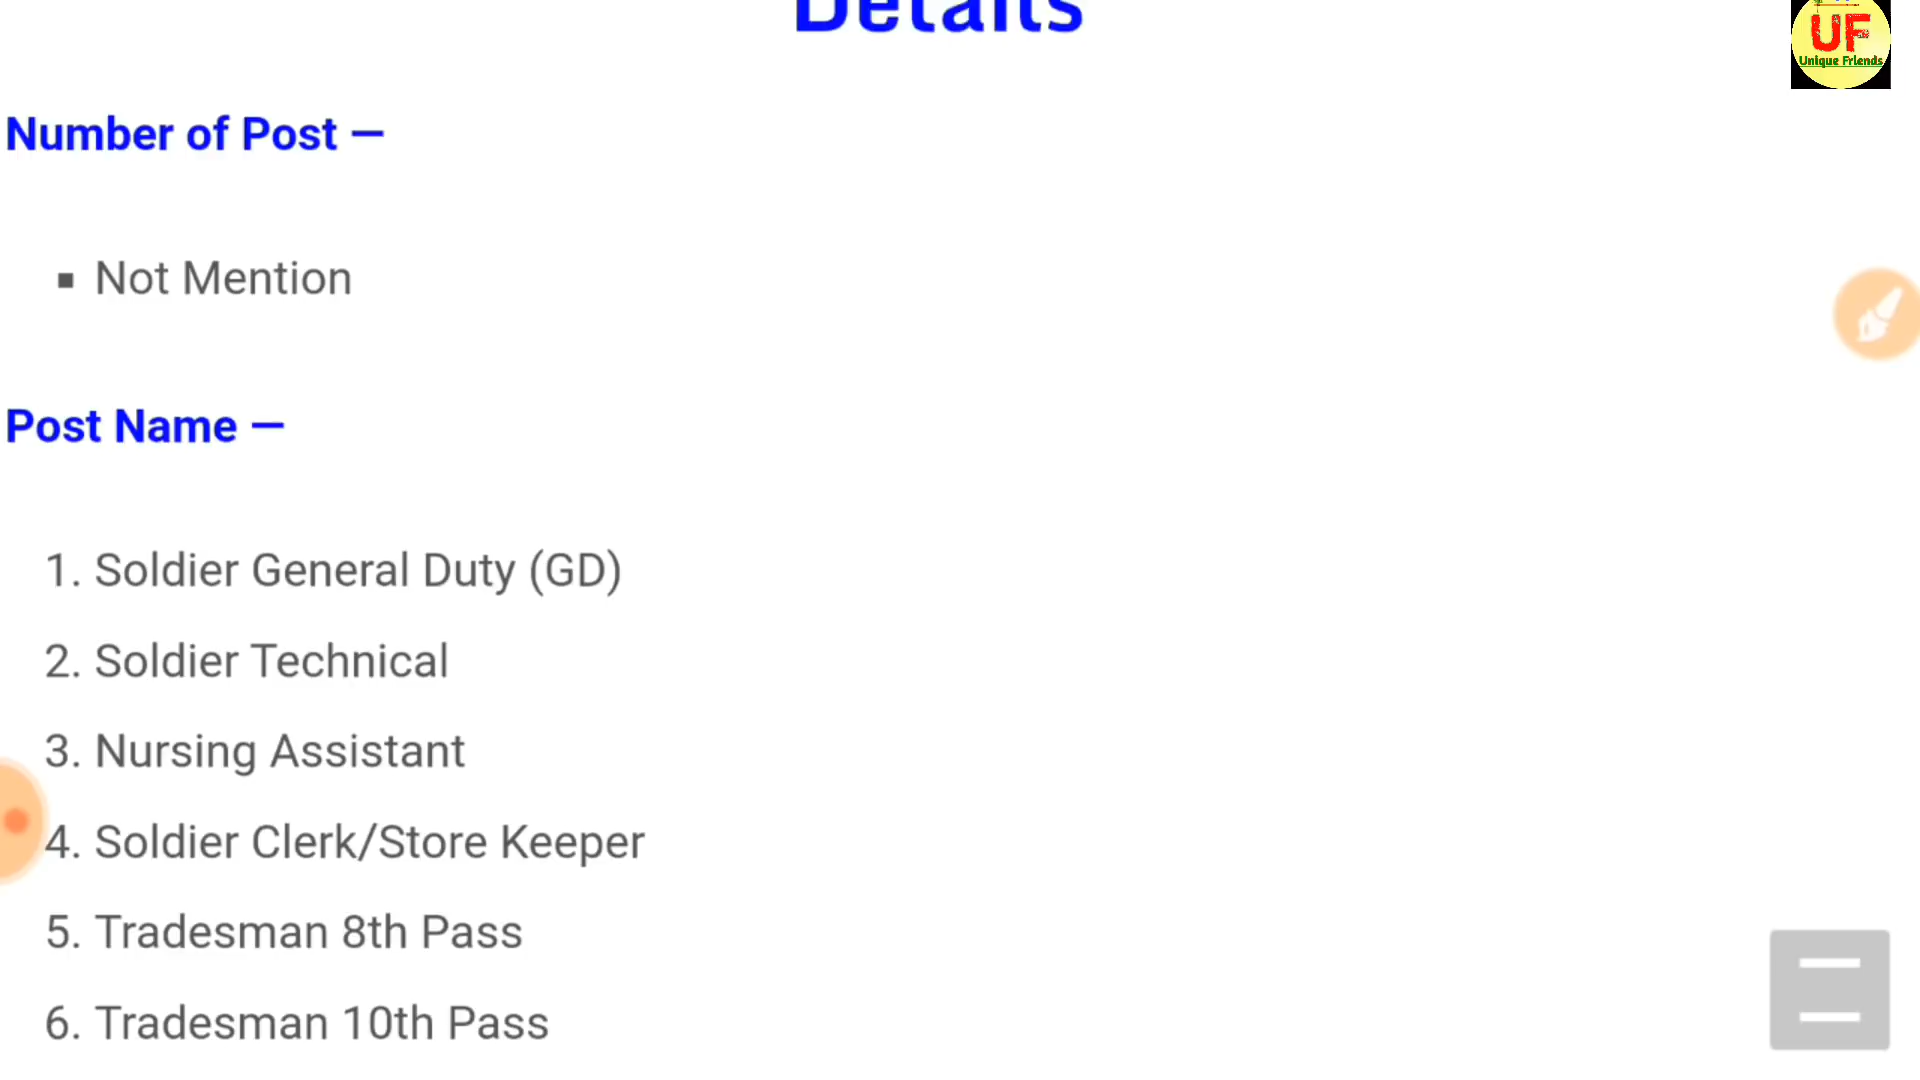 Details
UF
Unique Friends
Number of Post —
▪ Not Mention
Post Name —
1. Soldier General Duty (GD)
2. Soldier Technical
3. Nursing Assistant
4. Soldier Clerk/Store Keeper
5. Tradesman 8th Pass
6. Tradesman 10th Pass